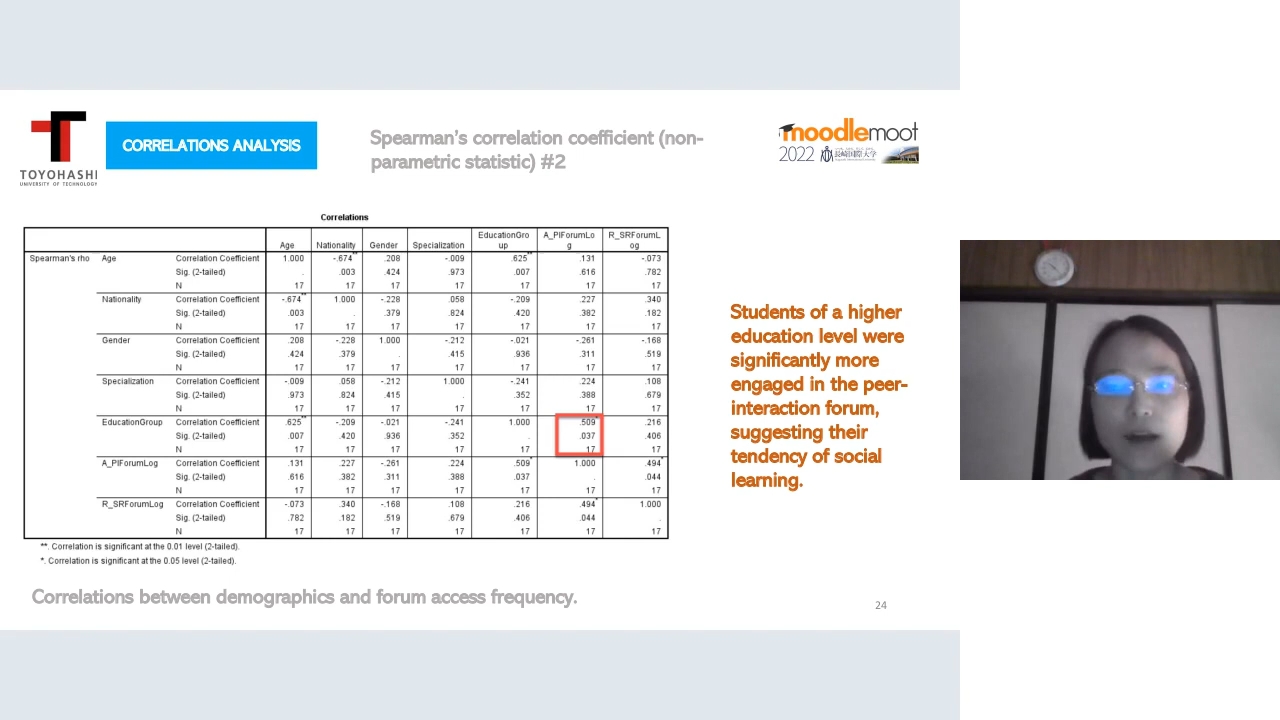 TOYOHASHI
UNIVERSITY OF TECHNOLOGY
CORRELATIONS ANALYSIS
Spearman's correlation coefficient (non-
parametric statistic) #2
moodlemoot
2022 長崎国際大学
Correlations
Age Nationality Gender Specialization EducationGro up A_PIForumLo g R_SRForumL og
Spearman's rho Age Correlation Coefficient 1.000 -.674** .208 -.009 .625** .131 -.073
Sig. (2-tailed) . .003 .424 .973 .007 .616 .782
N 17 17 17 17 17 17 17
Nationality Correlation Coefficient -.674** 1.000 -.228 .058 -.209 .227 .340
Sig. (2-tailed) .003 . .379 .824 .420 .382 .182
N 17 17 17 17 17 17 17
Gender Correlation Coefficient .208 -.228 1.000 -.212 -.021 -.261 -.168
Sig. (2-tailed) .424 .379 . .415 .936 .311 .519
N 17 17 17 17 17 17 17
Specialization Correlation Coefficient -.009 .058 -.212 1.000 -.241 .224 .108
Sig. (2-tailed) .973 .824 .415 . .352 .388 .679
N 17 17 17 17 17 17 17
EducationGroup Correlation Coefficient .625** -.209 -.021 -.241 1.000 .509* .216
Sig. (2-tailed) .007 .420 .936 .352 . .037 .406
N 17 17 17 17 17 17 17
A_PIForumLog Correlation Coefficient .131 .227 -.261 .224 .509* 1.000 .494*
Sig. (2-tailed) .616 .382 .311 .388 .037 . .044
N 17 17 17 17 17 17 17
R_SRForumLog Correlation Coefficient -.073 .340 -.168 .108 .216 .494* 1.000
Sig. (2-tailed) .782 .182 .519 .679 .406 .044 .
N 17 17 17 17 17 17 17
**. Correlation is significant at the 0.01 level (2-tailed).
*. Correlation is significant at the 0.05 level (2-tailed).
Students of a higher
education level were
significantly more
engaged in the peer-
interaction forum,
suggesting their
tendency of social
learning.
Correlations between demographics and forum access frequency.
24